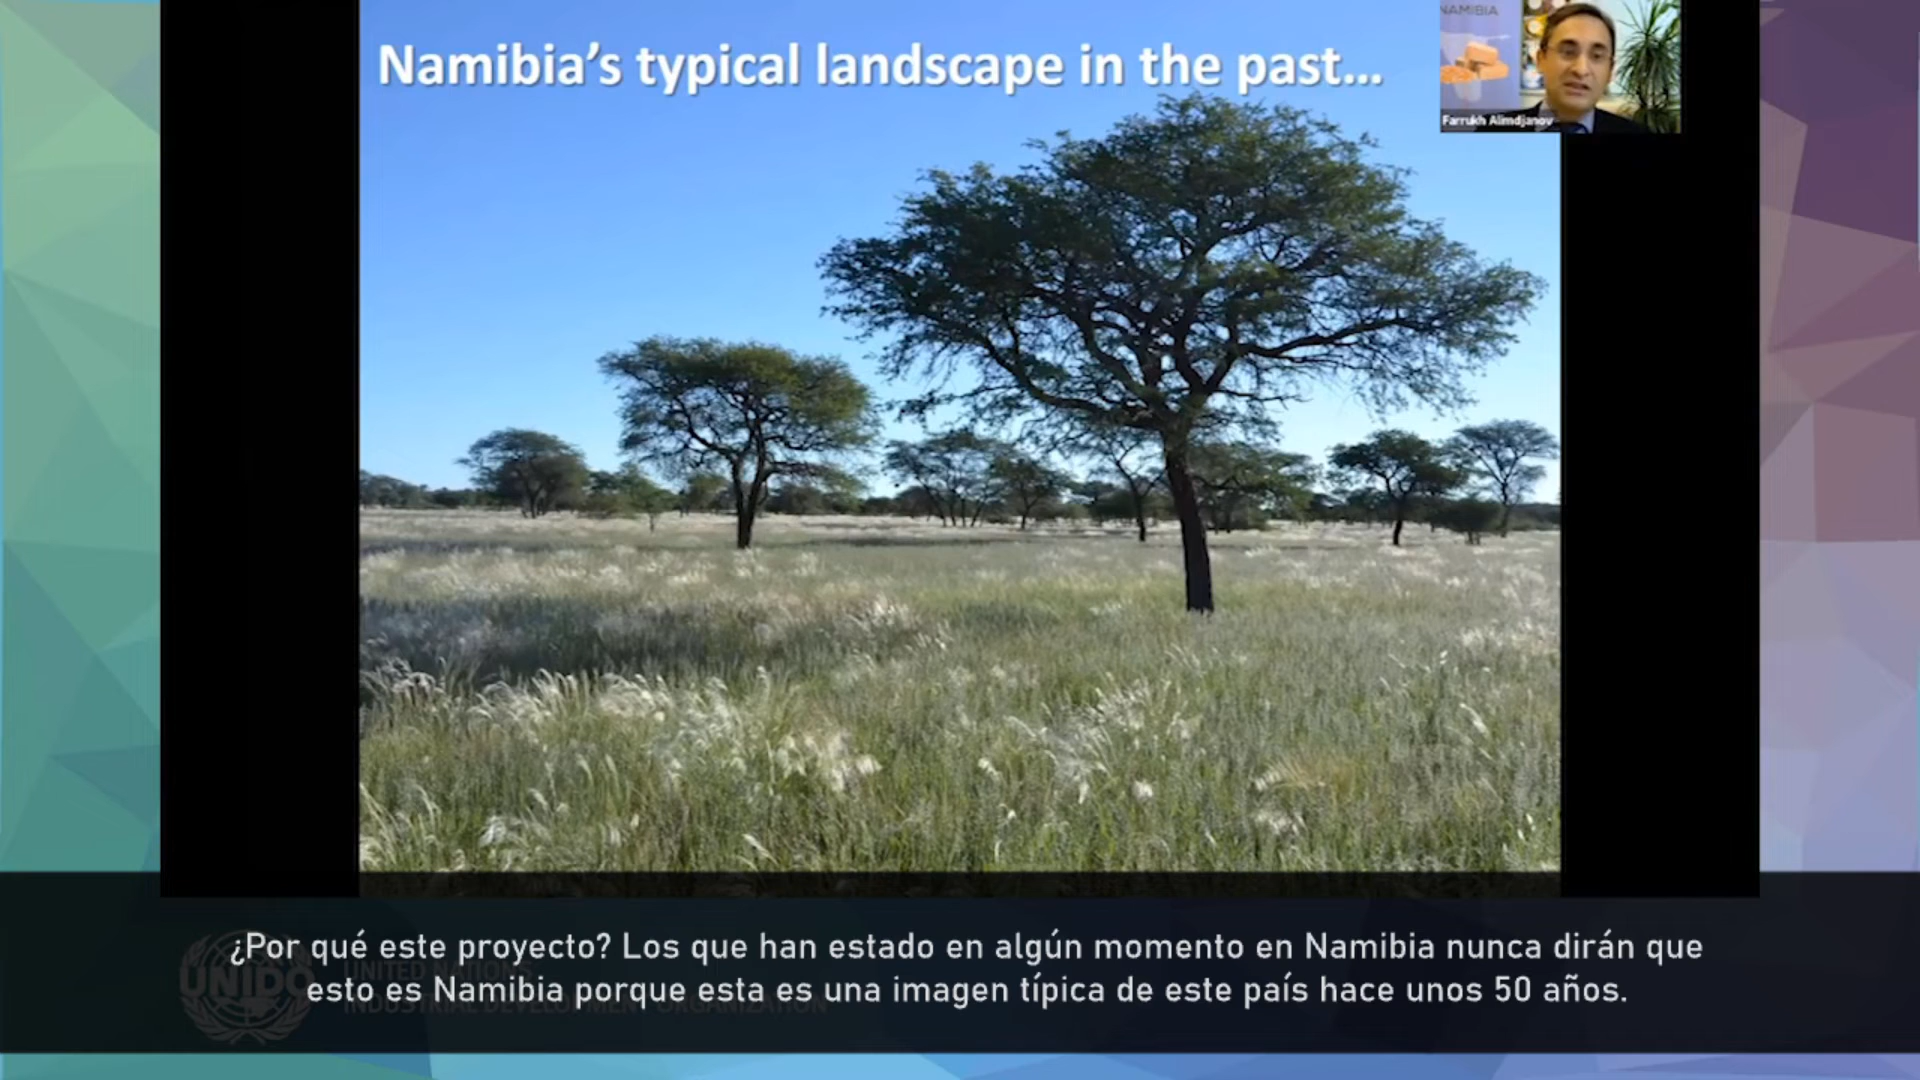 Namibia's typical landscape in the past...
NAMIBIA
Farrukh Alimdjanov
¿Por qué este proyecto? Los que han estado en algún momento en Namibia nunca dirán que
esto es Namibia porque esta es una imagen típica de este país hace unos 50 años.
UNIDO
UNITED NATIONS
INDUSTRIAL DEVELOPMENT ORGANIZATION